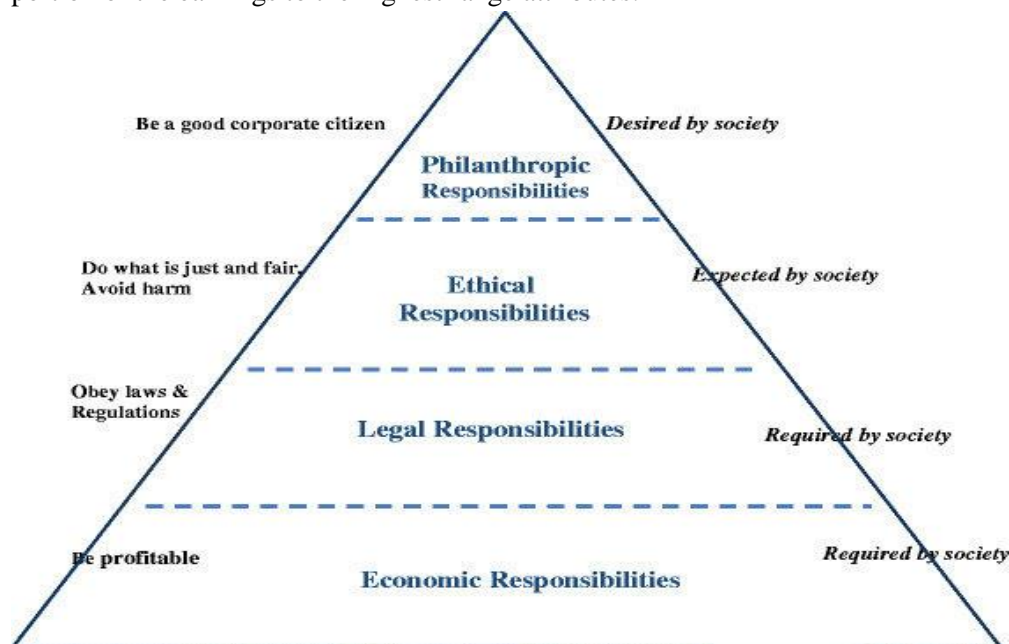 Be a good corporate citizen
Desired by society
Philanthropic
Responsibilities
Do what is just and fair,
Avoid harm
Expected by society
Ethical
Responsibilities
Obey laws &
Regulations
Legal Responsibilities
Required by society
Be profitable
Required by society
Economic Responsibilities